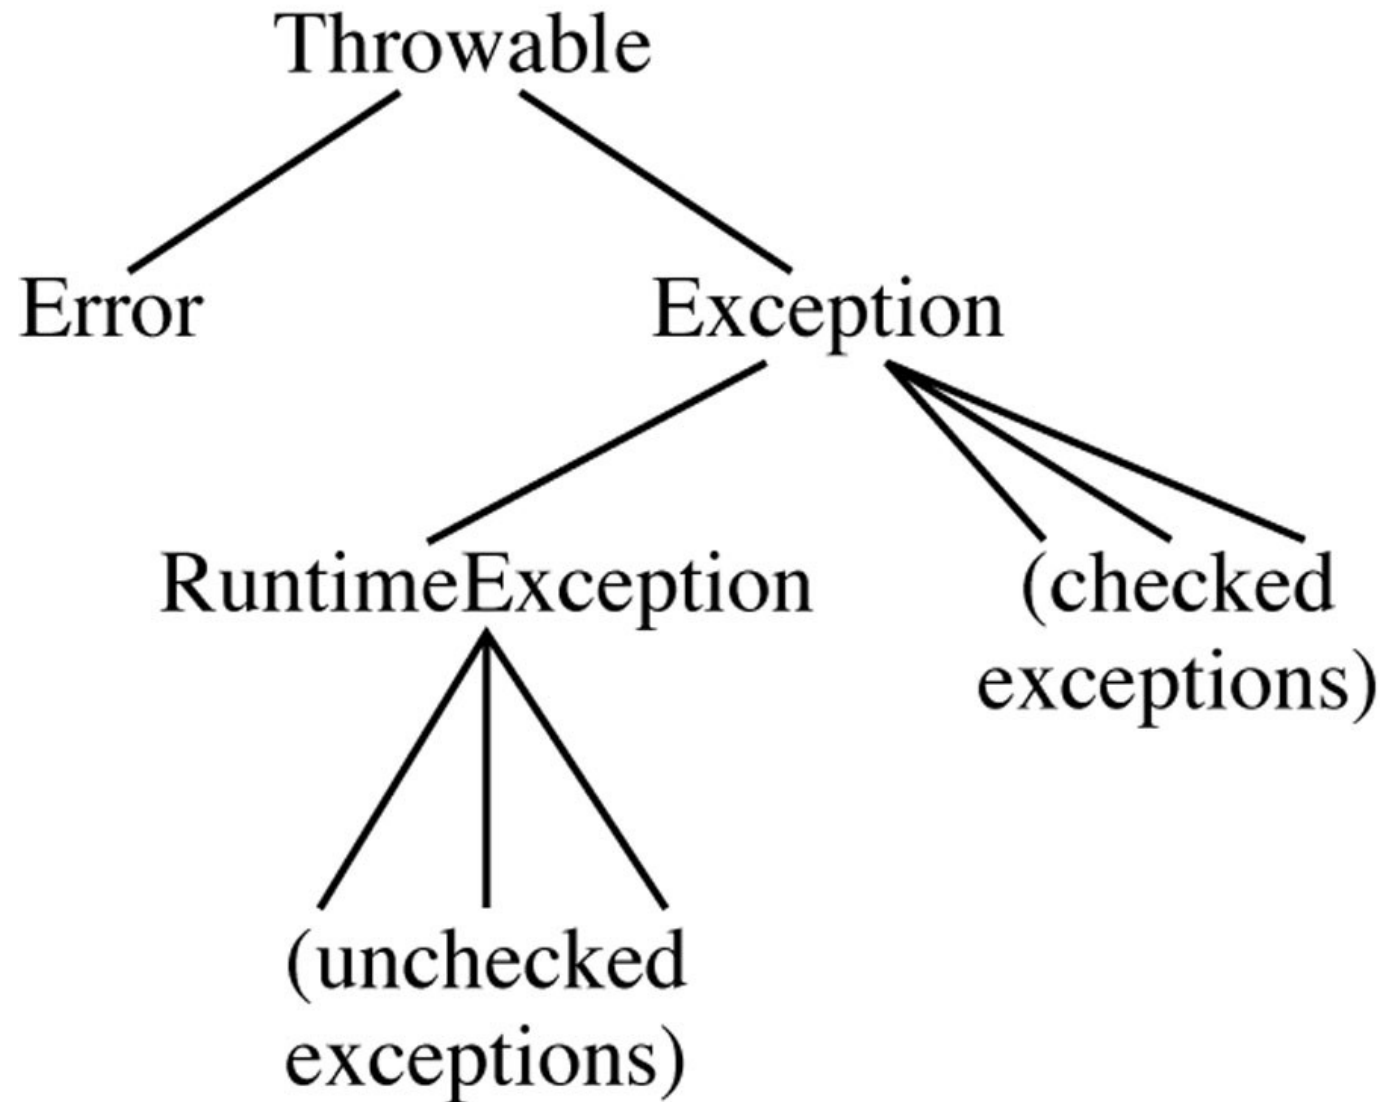 Throwable
Error
Exception
RuntimeException
(checked
exceptions)
(unchecked
exceptions)